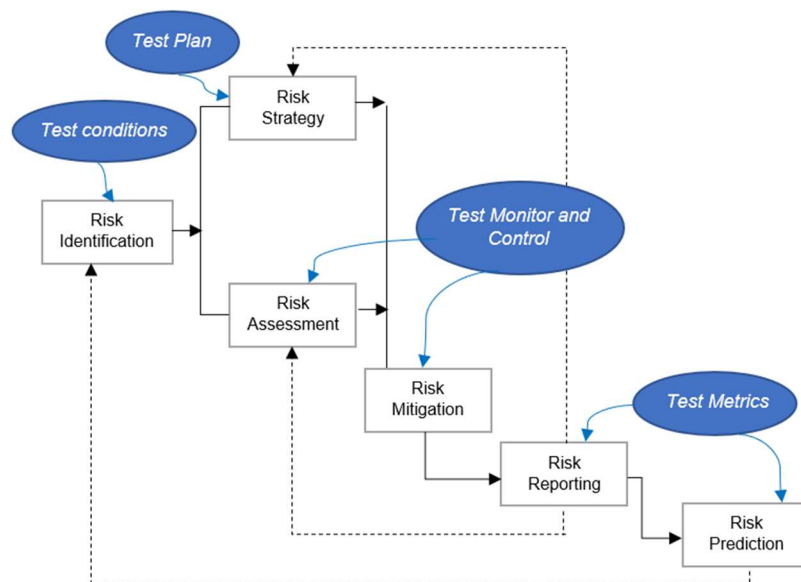 Test Plan
Risk
Strategy
Test conditions
Risk
Identification
Test Monitor and
Control
Risk
Assessment
Risk
Mitigation
Test Metrics
Risk
Reporting
Risk
Prediction